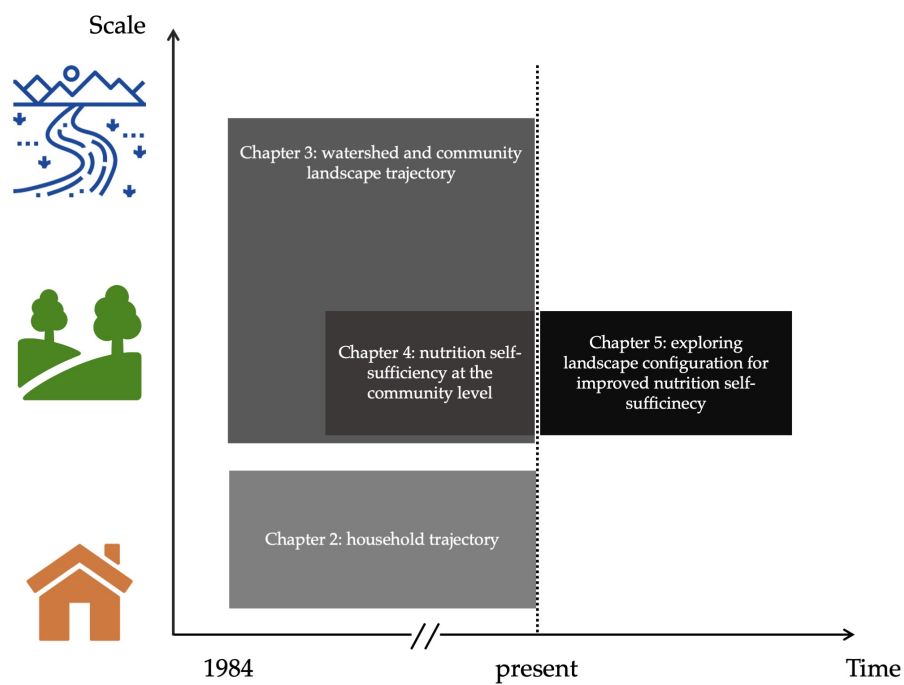 Scale
Chapter 3: watershed and community
landscape trajectory
Chapter 4: nutrition self-
sufficiency at the
community level
Chapter 5: exploring
landscape configuration for
improved nutrition self-
sufficinecy
Chapter 2: household trajectory
1984
present
Time